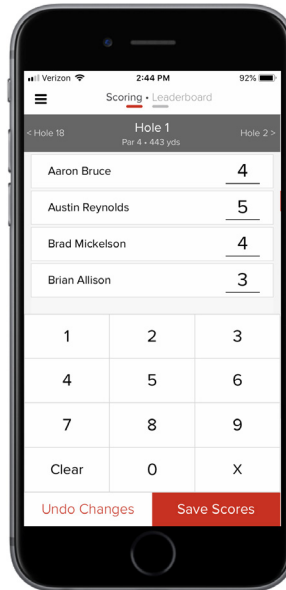 Verizon 2:44 PM 92%
Scoring • Leaderboard
< Hole 18 Hole 1 Hole 2 >
Par 4 • 443 yds
Aaron Bruce 4
Austin Reynolds 5
Brad Mickelson 4
Brian Allison 3
1 2 3
4 5 6
7 8 9
Clear 0 X
Undo Changes Save Scores